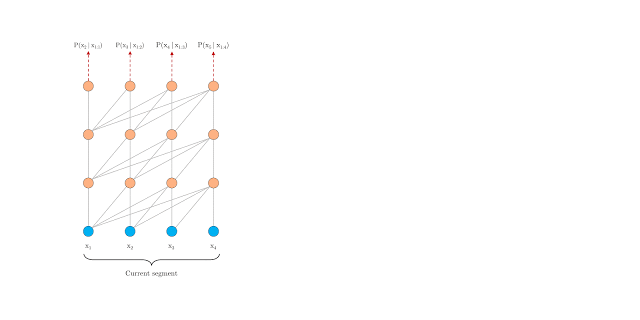 P(x₂ | x₁:₁) P(x₃ | x₁:₂) P(x₄ | x₁:₃) P(x₅ | x₁:₄)
x₁ x₂ x₃ x₄
Current segment